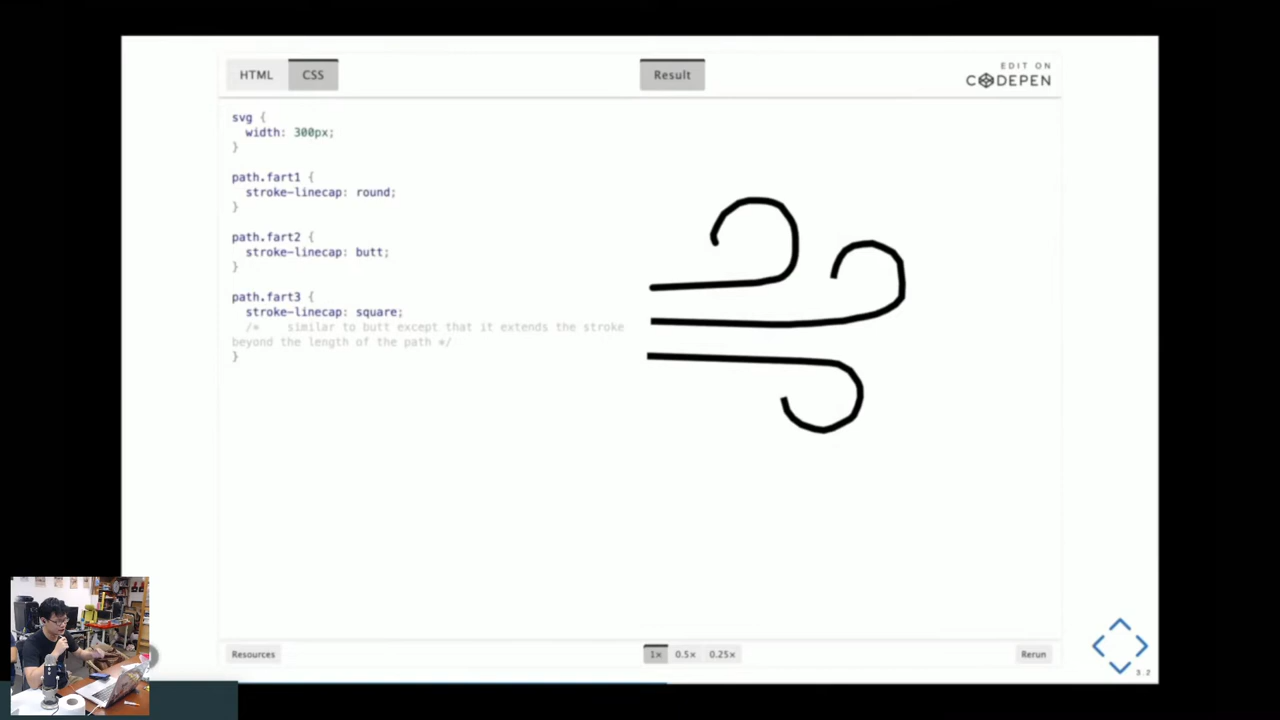 HTML
CSS
Result
EDIT ON
CODEPEN
svg {
width: 300px;
}
path.fart1 {
stroke-linecap: round;
}
path.fart2 {
stroke-linecap: butt;
}
path.fart3 {
stroke-linecap: square;
/* similar to butt except that it extends the stroke
beyond the length of the path */
}
Resources
1×
0.5×
0.25×
Rerun
3.2